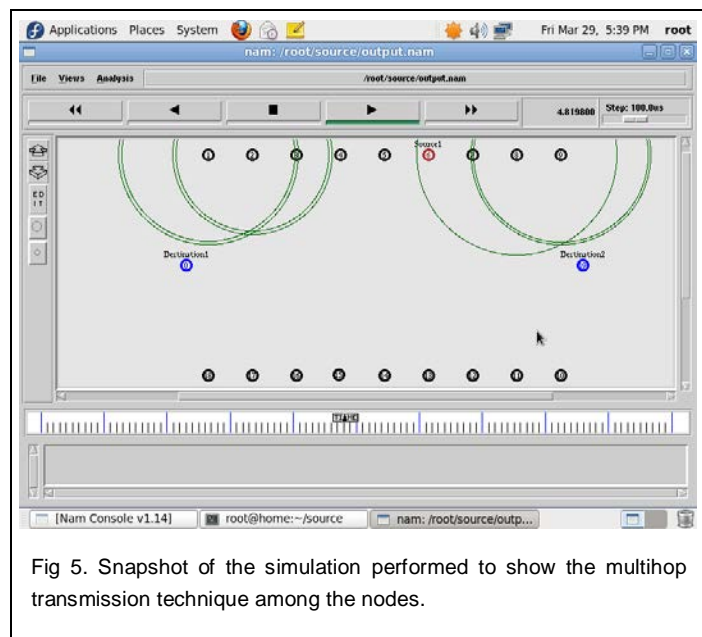 Applications Places System Fri Mar 29, 5:39 PM root
nam: /root/source/output.nam
File Views Analysis /root/source/output.nam
4.819800 Step: 100.0us
ED
IT
Source1
Destination1 Destination2
TIME
[Nam Console v1.14] root@home:~/source nam: /root/source/outp...
Fig 5. Snapshot of the simulation performed to show the multihop
transmission technique among the nodes.